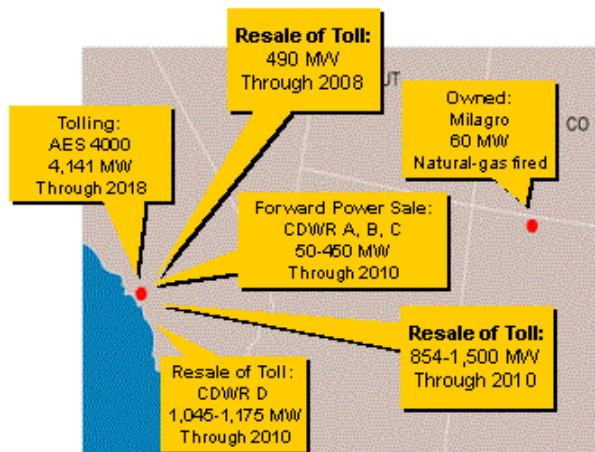 Resale of Toll:
490 MW
Through 2008
UT
Tolling:
AES 4000
4,141 MW
Through 2018
Owned:
Milagro
60 MW
Natural-gas fired
CO
Forward Power Sale:
CDWR A, B, C
50-450 MW
Through 2010
Resale of Toll:
854-1,500 MW
Through 2010
Resale of Toll:
CDWR D
1,045-1,175 MW
Through 2010